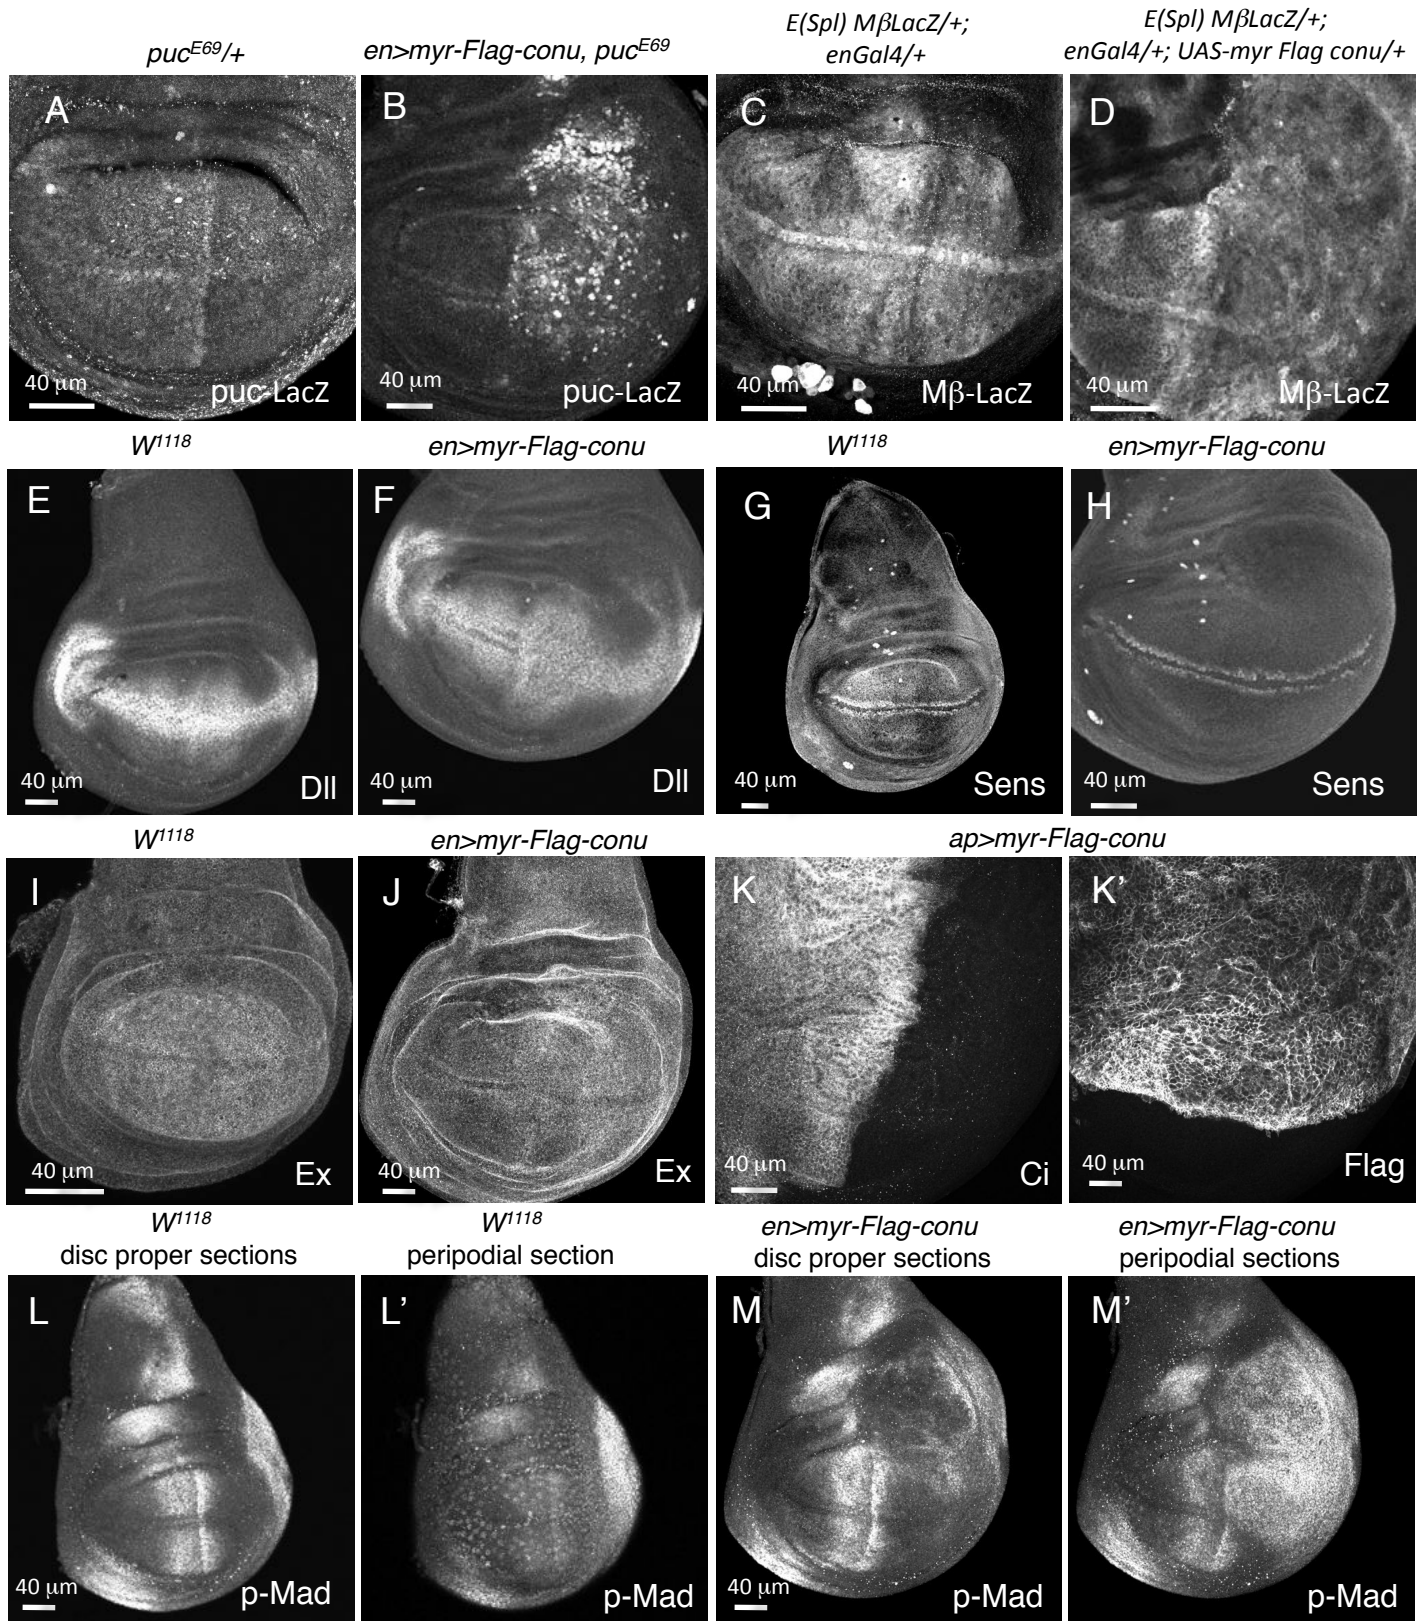 puc^E69/+
en>myr-Flag-conu, puc^E69
E(Spl) MβLacZ/+;
enGal4/+
E(Spl) MβLacZ/+;
enGal4/+; UAS-myr Flag conu/+
A
40 µm
puc-LacZ
B
40 µm
puc-LacZ
C
40 µm
Mβ-LacZ
D
40 µm
Mβ-LacZ
W^1118
en>myr-Flag-conu
W^1118
en>myr-Flag-conu
E
40 µm
Dll
F
40 µm
Dll
G
40 µm
Sens
H
40 µm
Sens
W^1118
en>myr-Flag-conu
ap>myr-Flag-conu
I
40 µm
Ex
J
40 µm
Ex
K
40 µm
Ci
K’
40 µm
Flag
W^1118
disc proper sections
W^1118
peripodial section
en>myr-Flag-conu
disc proper sections
en>myr-Flag-conu
peripodial sections
L
40 µm
p-Mad
L’
p-Mad
M
40 µm
p-Mad
M’
40 µm
p-Mad